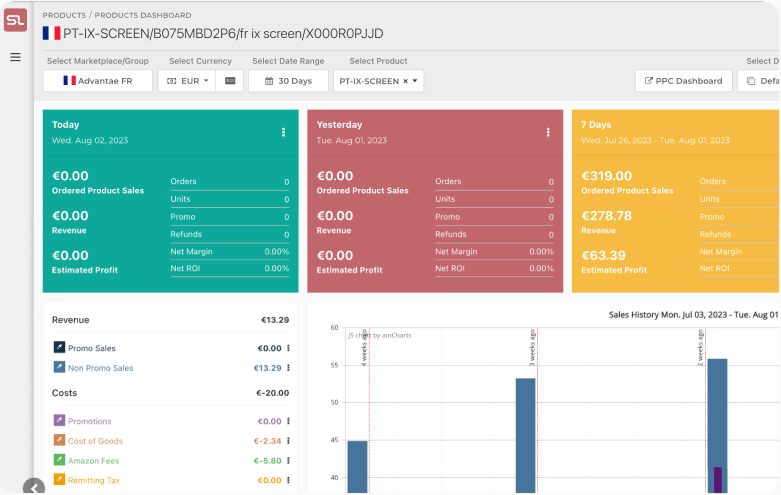 SL
PRODUCTS / PRODUCTS DASHBOARD
PT-IX-SCREEN/B075MBD2P6/fr ix screen/X000R0PJJD
Select Marketplace/Group Select Currency Select Date Range Select Product Select D
Advantae FR EUR 30 Days PT-IX-SCREEN × PPC Dashboard Defa
Today
Wed. Aug 02, 2023
€0.00
Ordered Product Sales
€0.00
Revenue
€0.00
Estimated Profit
Orders 0
Units 0
Promo 0
Refunds 0
Net Margin 0.00%
Net ROI 0.00%
Yesterday
Tue. Aug 01, 2023
€0.00
Ordered Product Sales
€0.00
Revenue
€0.00
Estimated Profit
Orders 0
Units 0
Promo 0
Refunds 0
Net Margin 0.00%
Net ROI 0.00%
7 Days
Wed. Jul 26, 2023 - Tue. Aug 01, 2023
€319.00
Ordered Product Sales
€278.78
Revenue
€63.39
Estimated Profit
Orders
Units
Promo
Refunds
Net Margin
Net ROI
Revenue €13.29
Promo Sales €0.00
Non Promo Sales €13.29
Costs €-20.00
Promotions €0.00
Cost of Goods €-2.34
Amazon Fees €-5.80
Remitting Tax €0.00
Sales History Mon. Jul 03, 2023 - Tue. Aug 01
JS chart by amCharts
60
55
50
45
40
4 weeks ago
3 weeks ago
2 weeks ago